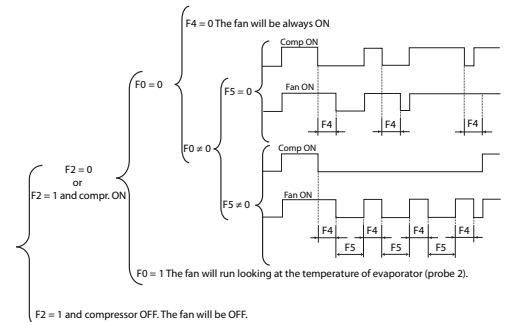 F4 = 0 The fan will be always ON
Comp ON
F0 = 0
Fan ON
F5 = 0
F4
F4
F4
F0 ≠ 0
Comp ON
F2 = 0
or
F2 = 1 and compr. ON
Fan ON
F5 ≠ 0
F4
F4
F4
F4
F5
F5
F5
F0 = 1 The fan will run looking at the temperature of evaporator (probe 2).
F2 = 1 and compressor OFF. The fan will be OFF.